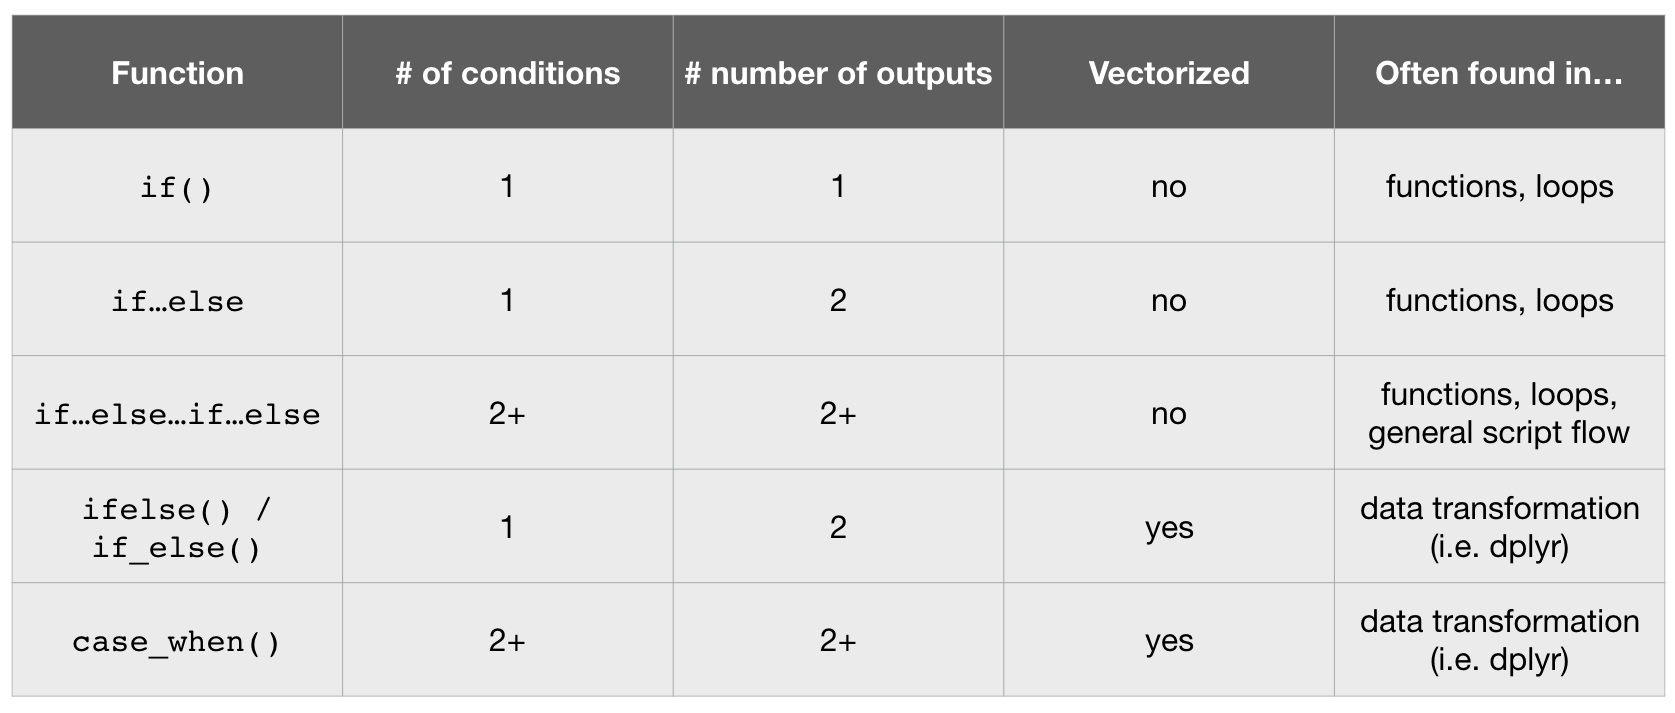 Function
# of conditions
# number of outputs
Vectorized
Often found in…
if()
1
1
no
functions, loops
if…else
1
2
no
functions, loops
if…else…if…else
2+
2+
no
functions, loops,
general script flow
ifelse() /
if_else()
1
2
yes
data transformation
(i.e. dplyr)
case_when()
2+
2+
yes
data transformation
(i.e. dplyr)